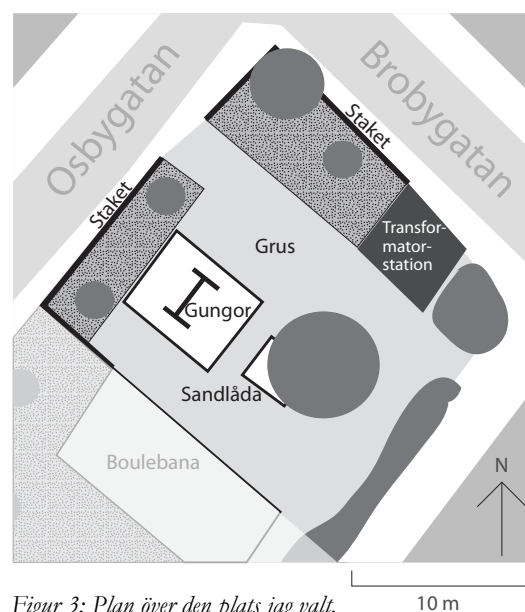 Osbygatan
Brobygatan
Staket
Staket
Transfor-
mator-
station
Grus
Gungor
Sandlåda
Boulebana
N
10 m
Figur 3: Plan över den plats jag valt.